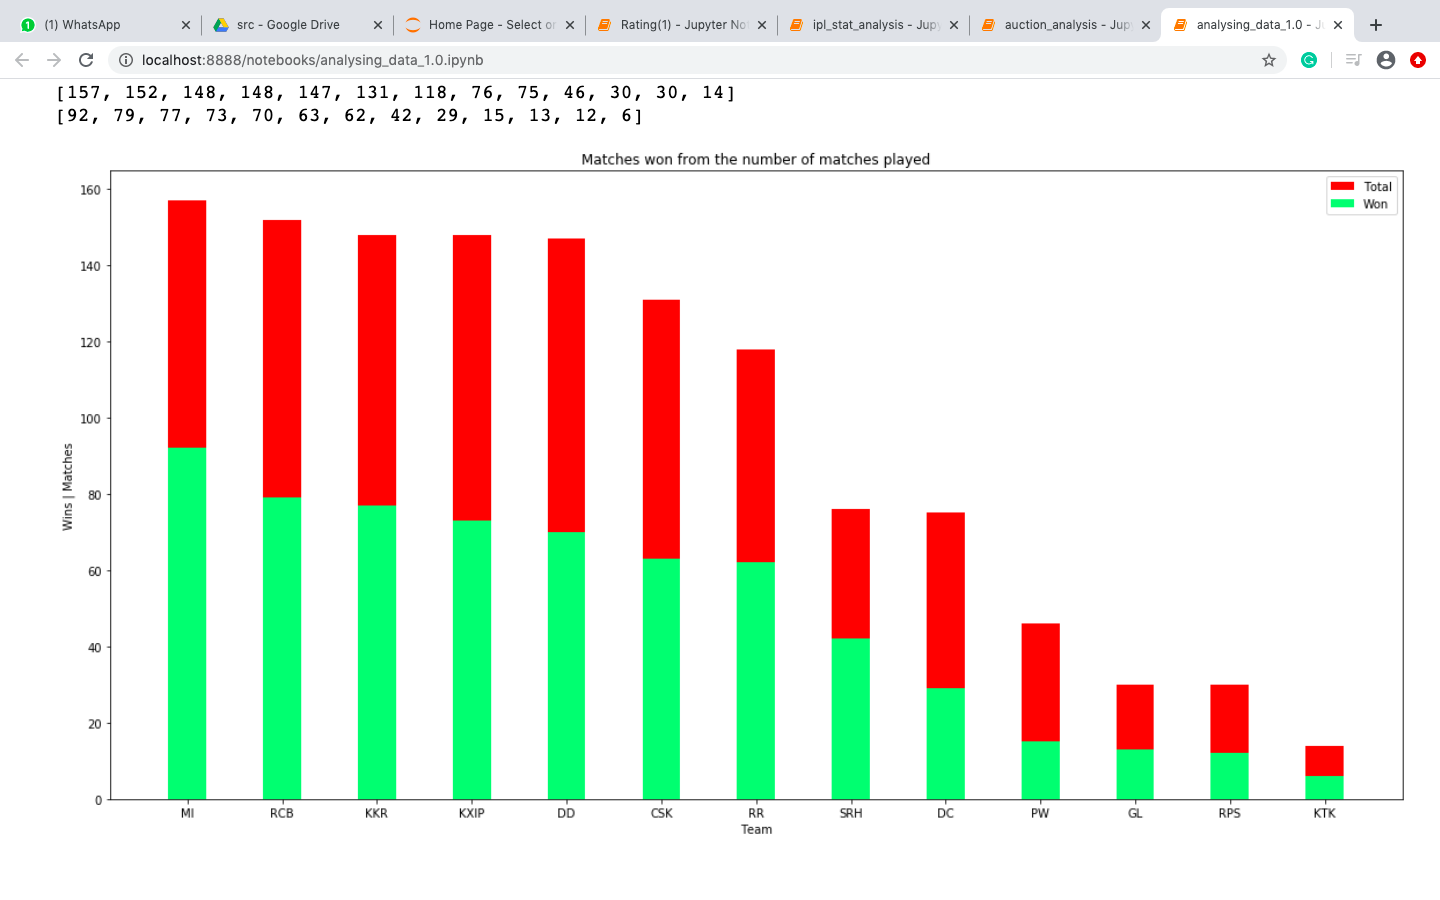 (1) WhatsApp
src - Google Drive
Home Page - Select or
Rating(1) - Jupyter Not
ipl_stat_analysis - Jupy
auction_analysis - Jup
analysing_data_1.0 - Ju
localhost:8888/notebooks/analysing_data_1.0.ipynb
[157, 152, 148, 148, 147, 131, 118, 76, 75, 46, 30, 30, 14]
[92, 79, 77, 73, 70, 63, 62, 42, 29, 15, 13, 12, 6]
Matches won from the number of matches played
Total
Won
160
140
120
100
80
60
40
20
0
Wins | Matches
MI RCB KKR KXIP DD CSK RR SRH DC PW GL RPS KTK
Team